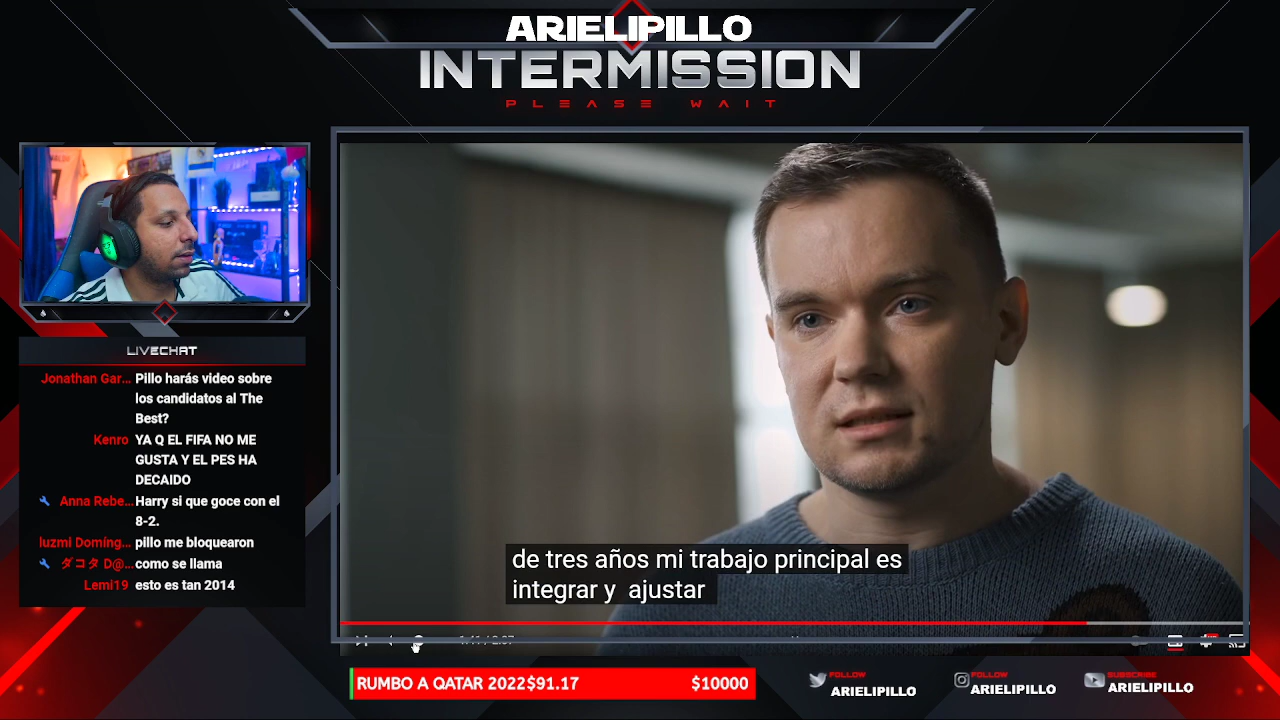 ARIELIPILLO
INTERMISSION
PLEASE WAIT
LIVECHAT
Jonathan Gar... Pillo harás video sobre
los candidatos al The
Best?
Kenro YA Q EL FIFA NO ME
GUSTA Y EL PES HA
DECAIDO
Anna Rebe... Harry si que goce con el
8-2.
luzmi Domíng... pillo me bloquearon
ダコタ D@... como se llama
Lemi19 esto es tan 2014
de tres años mi trabajo principal es
integrar y ajustar
RUMBO A QATAR 2022$91.17 $10000
FOLLOW
ARIELIPILLO
FOLLOW
ARIELIPILLO
SUBSCRIBE
ARIELIPILLO